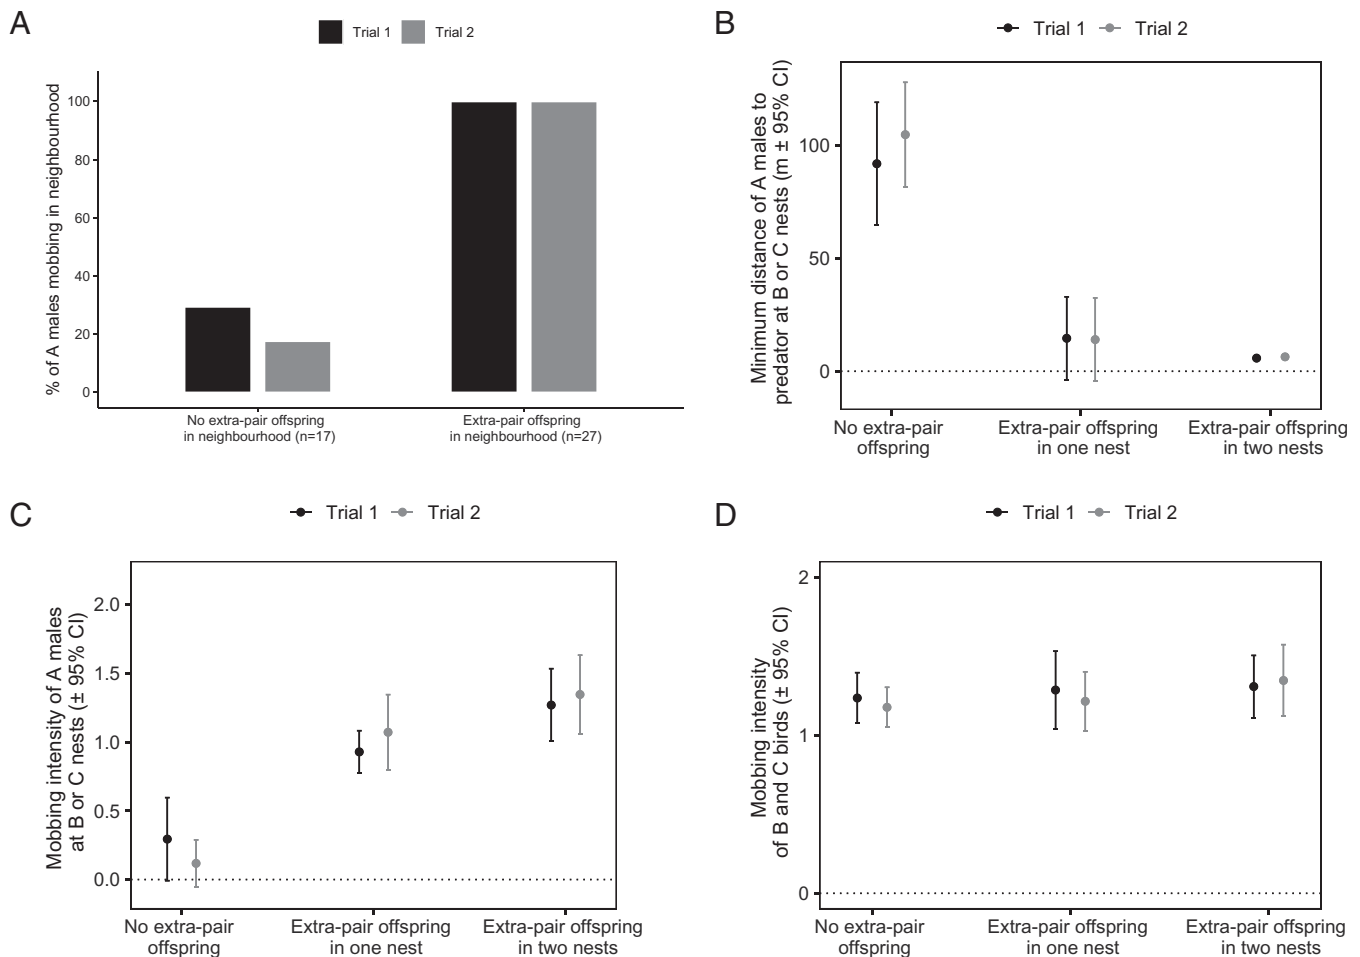 A
Trial 1 Trial 2
% of A males mobbing in neighbourhood
100
80
60
40
20
0
No extra-pair offspring
in neighbourhood (n=17)
Extra-pair offspring
in neighbourhood (n=27)
B
Trial 1 Trial 2
Minimum distance of A males to
predator at B or C nests (m ± 95% CI)
100
50
0
No extra-pair
offspring
Extra-pair offspring
in one nest
Extra-pair offspring
in two nests
C
Trial 1 Trial 2
Mobbing intensity of A males
at B or C nests (± 95% CI)
2.0
1.5
1.0
0.5
0.0
No extra-pair
offspring
Extra-pair offspring
in one nest
Extra-pair offspring
in two nests
D
Trial 1 Trial 2
Mobbing intensity
of B and C birds (± 95% CI)
2
1
0
No extra-pair
offspring
Extra-pair offspring
in one nest
Extra-pair offspring
in two nests